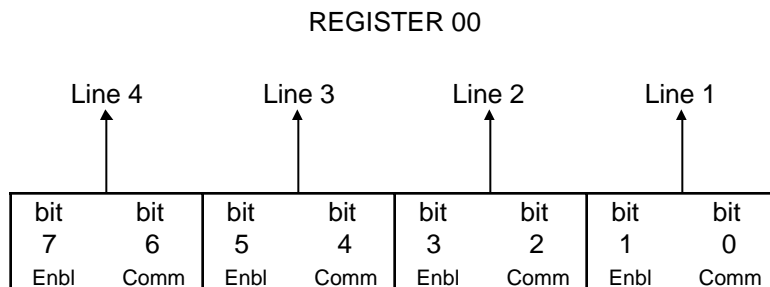 REGISTER 00
Line 4 Line 3 Line 2 Line 1
bit bit bit bit bit bit bit bit
7 6 5 4 3 2 1 0
Enbl Comm Enbl Comm Enbl Comm Enbl Comm